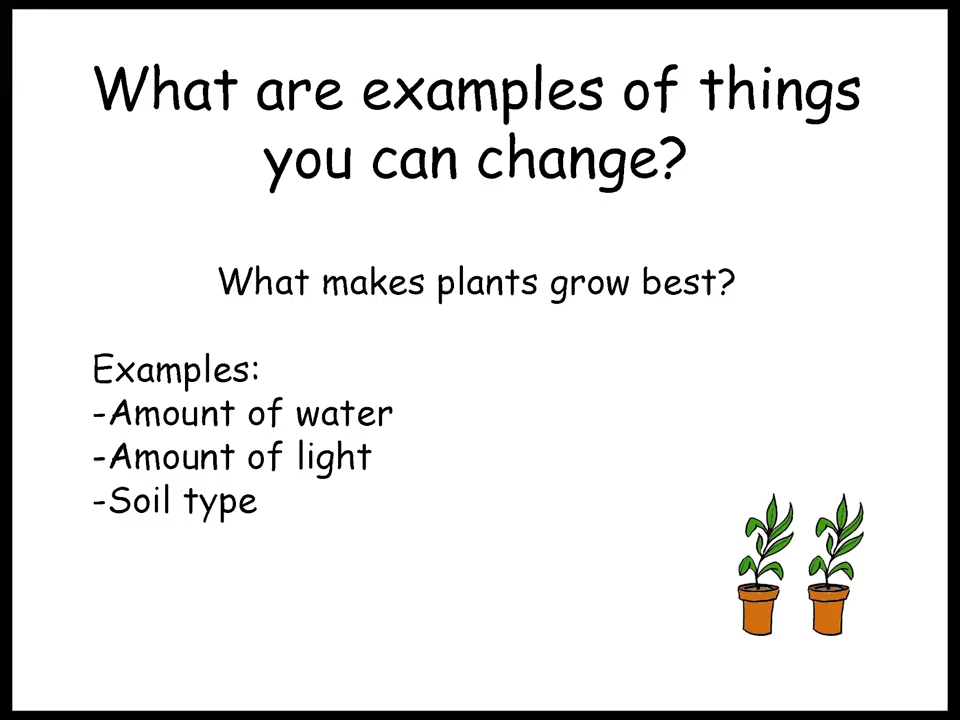 What are examples of things
you can change?
What makes plants grow best?
Examples:
-Amount of water
-Amount of light
-Soil type